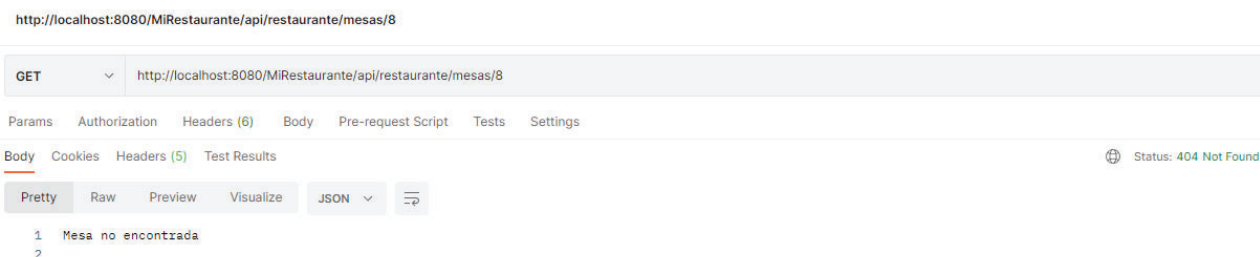 http://localhost:8080/MiRestaurante/api/restaurante/mesas/8
GET http://localhost:8080/MiRestaurante/api/restaurante/mesas/8
Params Authorization Headers (6) Body Pre-request Script Tests Settings
Body Cookies Headers (5) Test Results Status: 404 Not Found
Pretty Raw Preview Visualize JSON
1 Mesa no encontrada
2